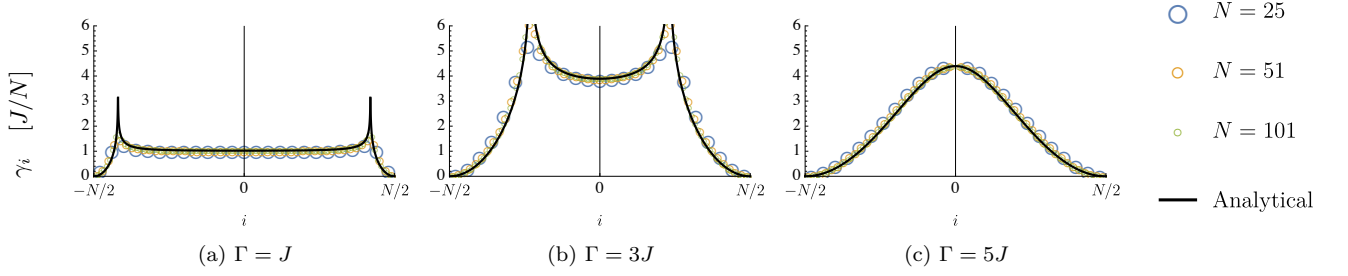 γᵢ [J/N]
6
5
4
3
2
1
0
−N/2
0
N/2
i
(a) Γ = J
6
5
4
3
2
1
0
−N/2
0
N/2
i
(b) Γ = 3J
6
5
4
3
2
1
0
−N/2
0
N/2
i
(c) Γ = 5J
N = 25
N = 51
N = 101
Analytical